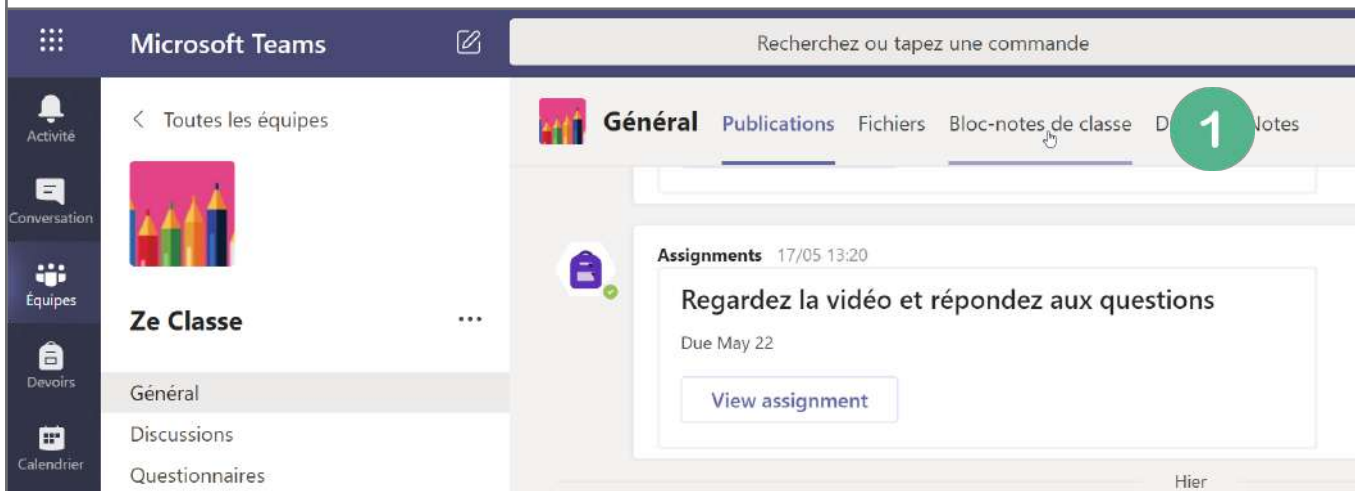 Microsoft Teams
Recherchez ou tapez une commande
Activité
Conversation
Équipes
Devoirs
Calendrier
Toutes les équipes
Ze Classe
...
Général
Discussions
Questionnaires
Général Publications Fichiers Bloc-notes de classe 1 Notes
Assignments 17/05 13:20
Regardez la vidéo et répondez aux questions
Due May 22
View assignment
Hier